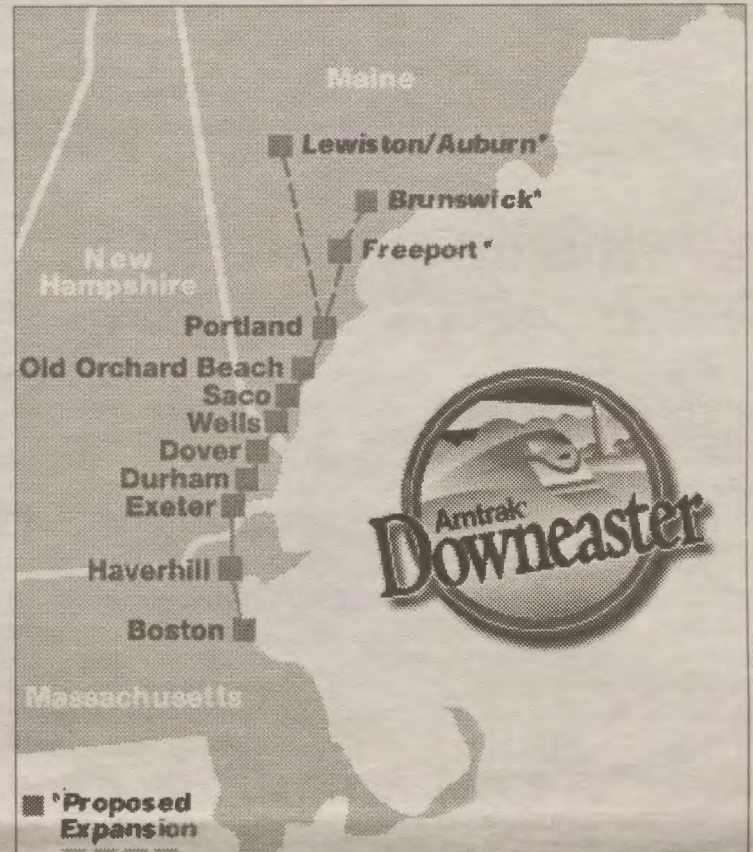 Maine
Lewiston/Auburn*
Brunswick*
Freeport*
New
Hampshire
Portland
Old Orchard Beach
Saco
Wells
Dover
Durham
Exeter
Haverhill
Boston
Massachusetts
Amtrak
Downeaster
*Proposed
Expansion